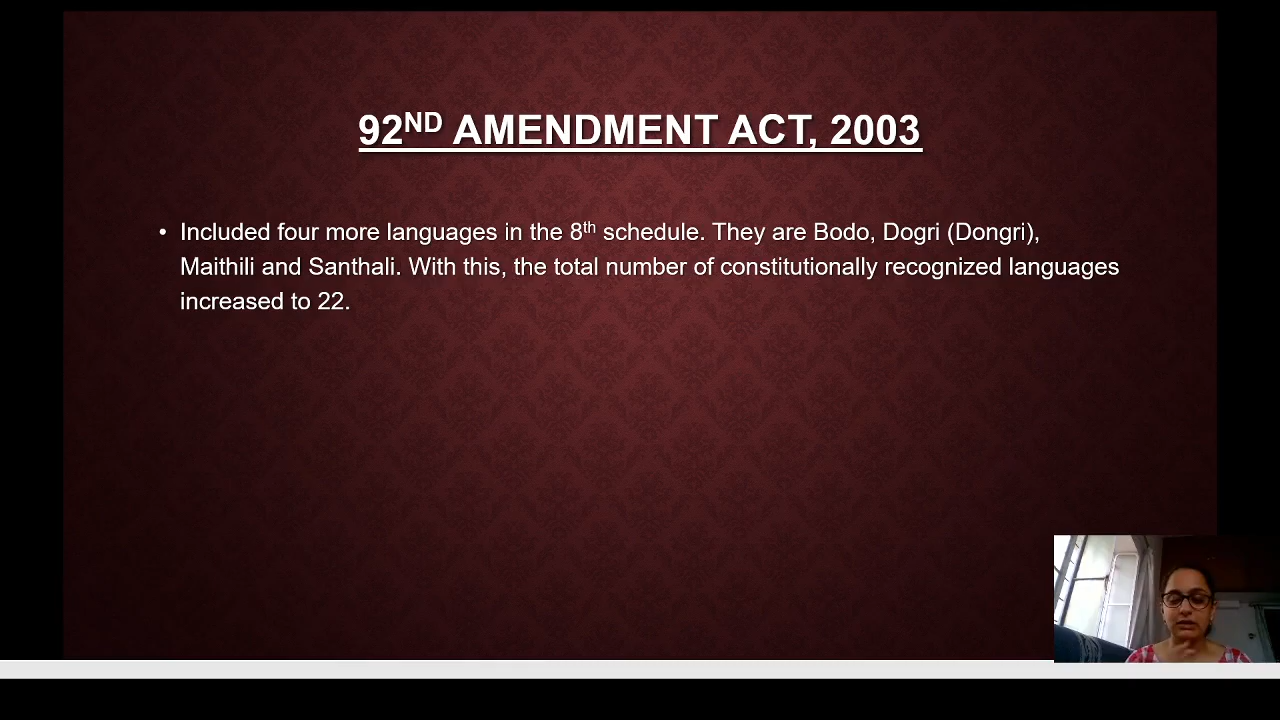 92ND AMENDMENT ACT, 2003
• Included four more languages in the 8th schedule. They are Bodo, Dogri (Dongri),
Maithili and Santhali. With this, the total number of constitutionally recognized languages
increased to 22.